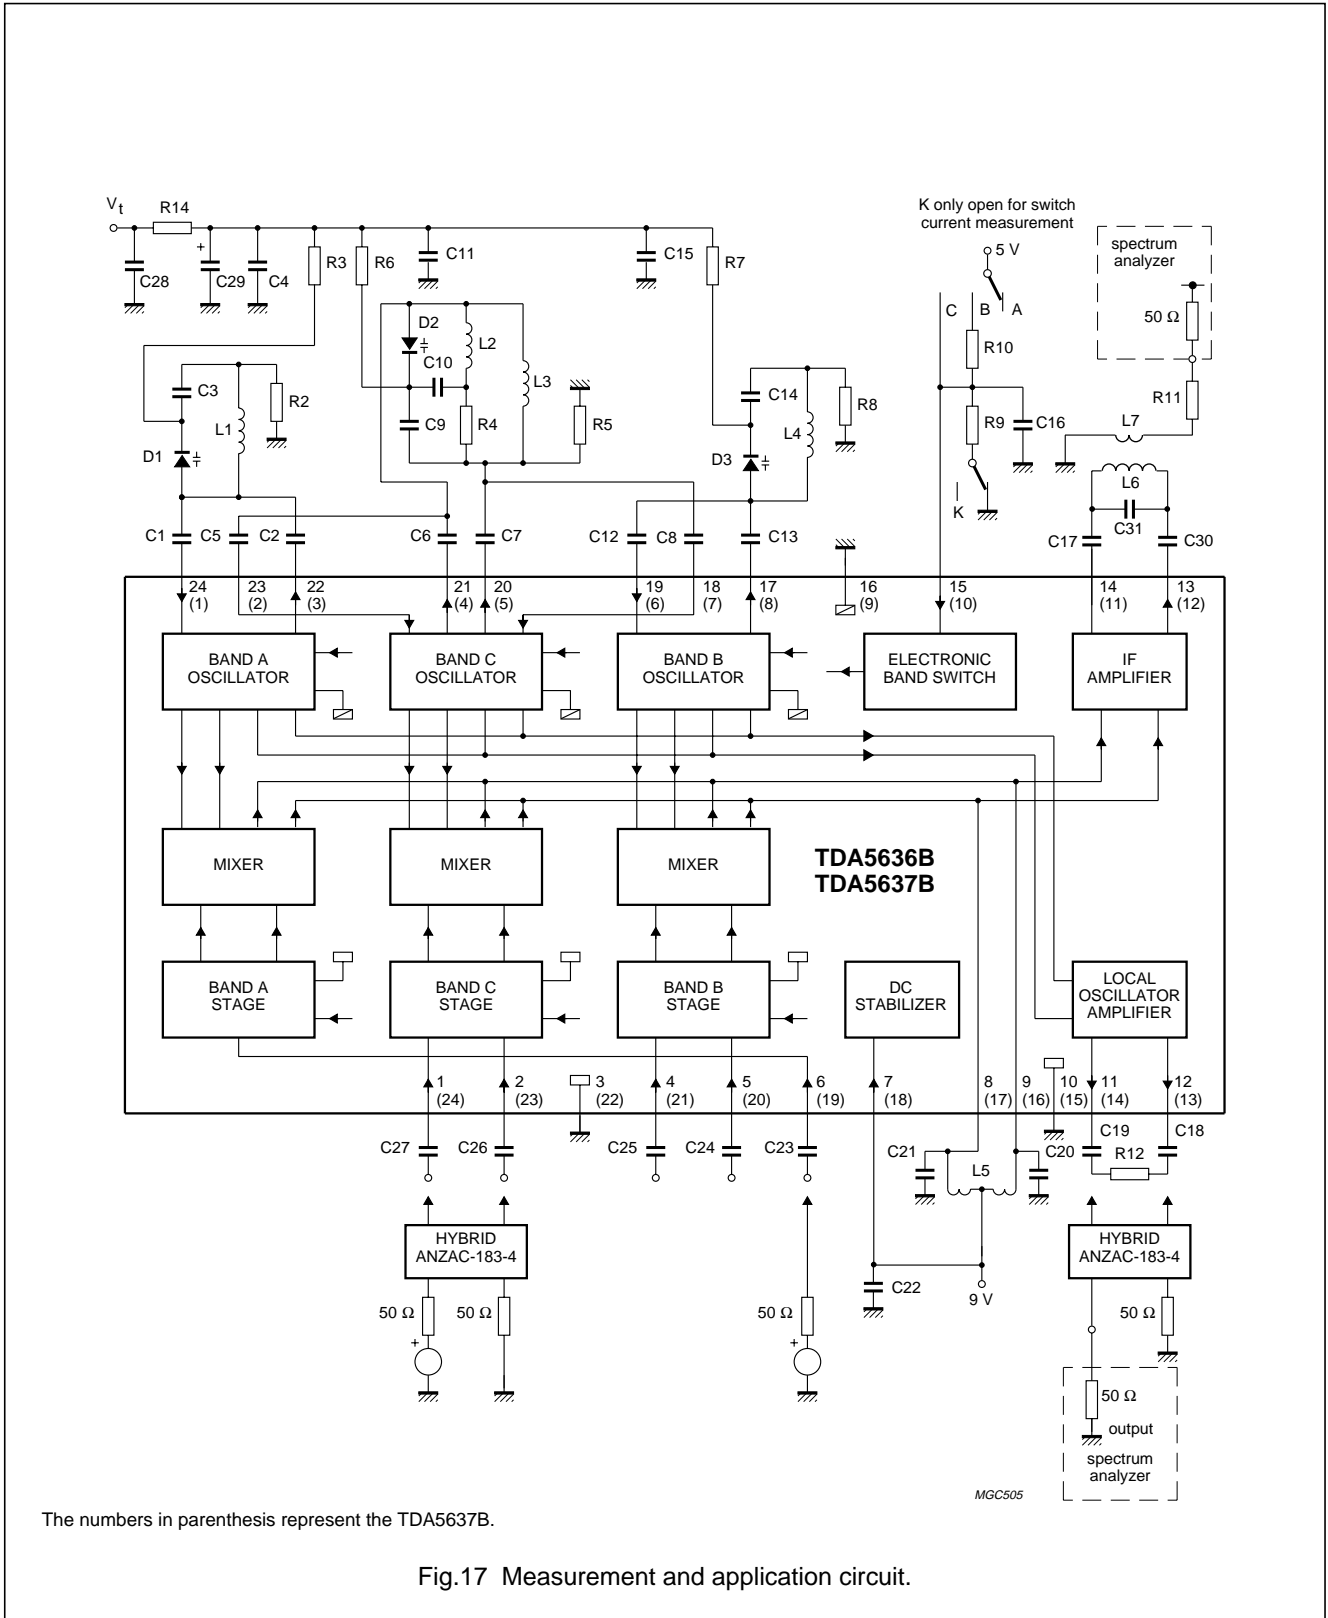 K only open for switch
current measurement
Vt
R14
+
C28
C29
C4
R3
R6
C11
C15
R7
5 V
spectrum
analyzer
50 Ω
C
B
A
R10
R11
D2
L2
C10
L3
C3
L1
R2
D1
C9
R4
R5
C14
L4
R8
D3
R9
C16
L7
L6
K
C31
C1
C5
C2
C6
C7
C12
C8
C13
C17
C30
24
(1)
23
(2)
22
(3)
21
(4)
20
(5)
19
(6)
18
(7)
17
(8)
16
(9)
15
(10)
14
(11)
13
(12)
BAND A
OSCILLATOR
BAND C
OSCILLATOR
BAND B
OSCILLATOR
ELECTRONIC
BAND SWITCH
IF
AMPLIFIER
MIXER
MIXER
MIXER
TDA5636B
TDA5637B
BAND A
STAGE
BAND C
STAGE
BAND B
STAGE
DC
STABILIZER
LOCAL
OSCILLATOR
AMPLIFIER
1
(24)
2
(23)
3
(22)
4
(21)
5
(20)
6
(19)
7
(18)
8
(17)
9
(16)
10
(15)
11
(14)
12
(13)
C27
C26
C25
C24
C23
C21
L5
C20
C19
R12
C18
HYBRID
ANZAC-183-4
HYBRID
ANZAC-183-4
C22
9 V
50 Ω
50 Ω
50 Ω
50 Ω
+
+
50 Ω
output
spectrum
analyzer
MGC505
The numbers in parenthesis represent the TDA5637B.
Fig.17 Measurement and application circuit.